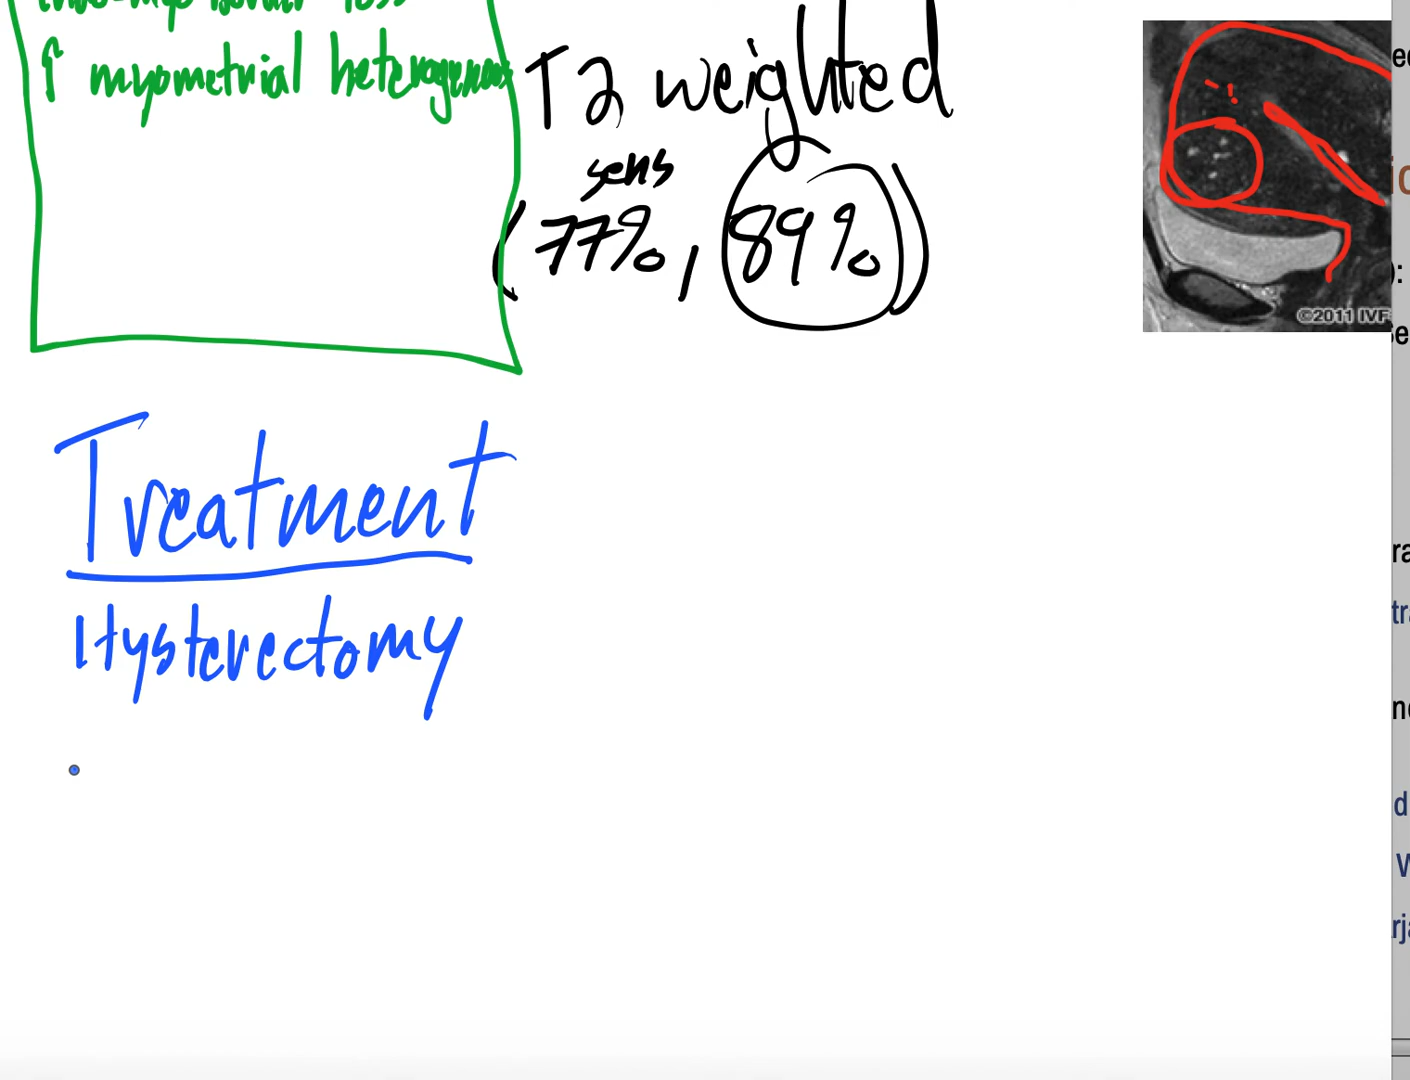 ↑ myometrial heterogeneous
T2 weighted
sens
(77%, 89%)
©2011 IVF
Treatment
Hysterectomy